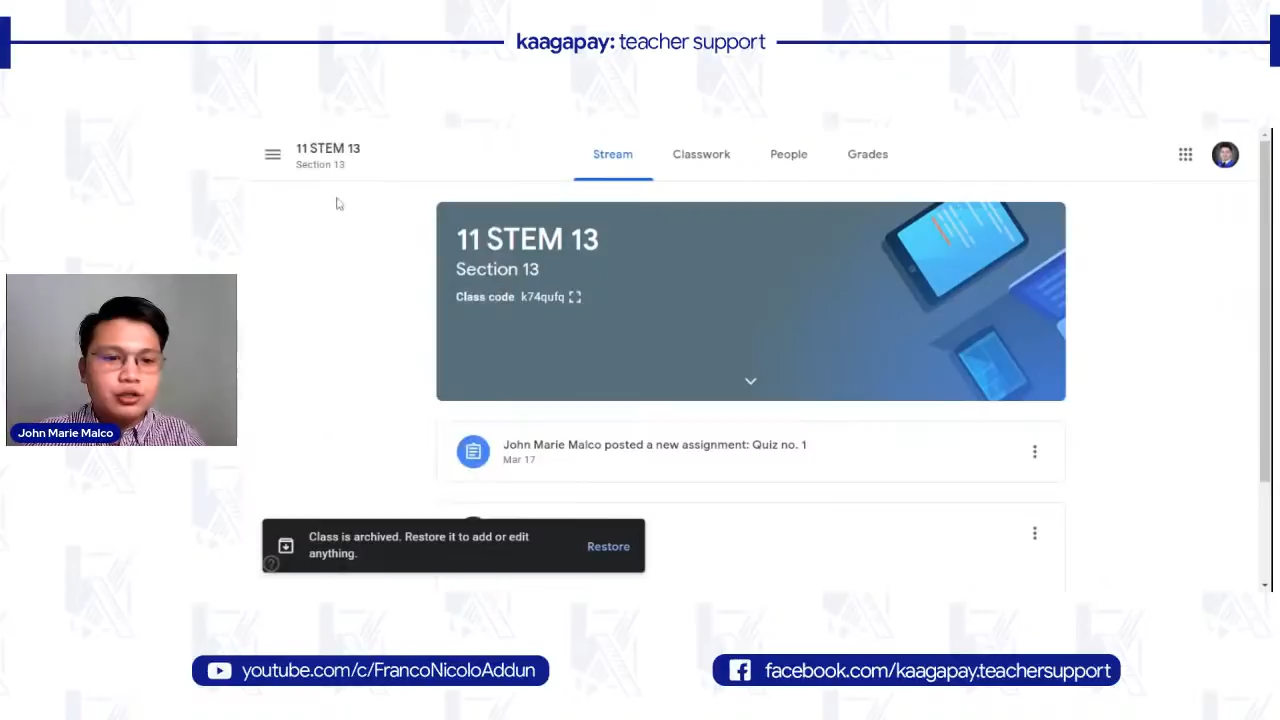 kaagapay: teacher support
11 STEM 13
Section 13
Stream
Classwork
People
Grades
11 STEM 13
Section 13
Class code k74qufq
John Marie Malco posted a new assignment: Quiz no. 1
Mar 17
John Marie Malco
Class is archived. Restore it to add or edit
anything.
Restore
?
youtube.com/c/FrancoNicoloAddun
facebook.com/kaagapay.teachersupport